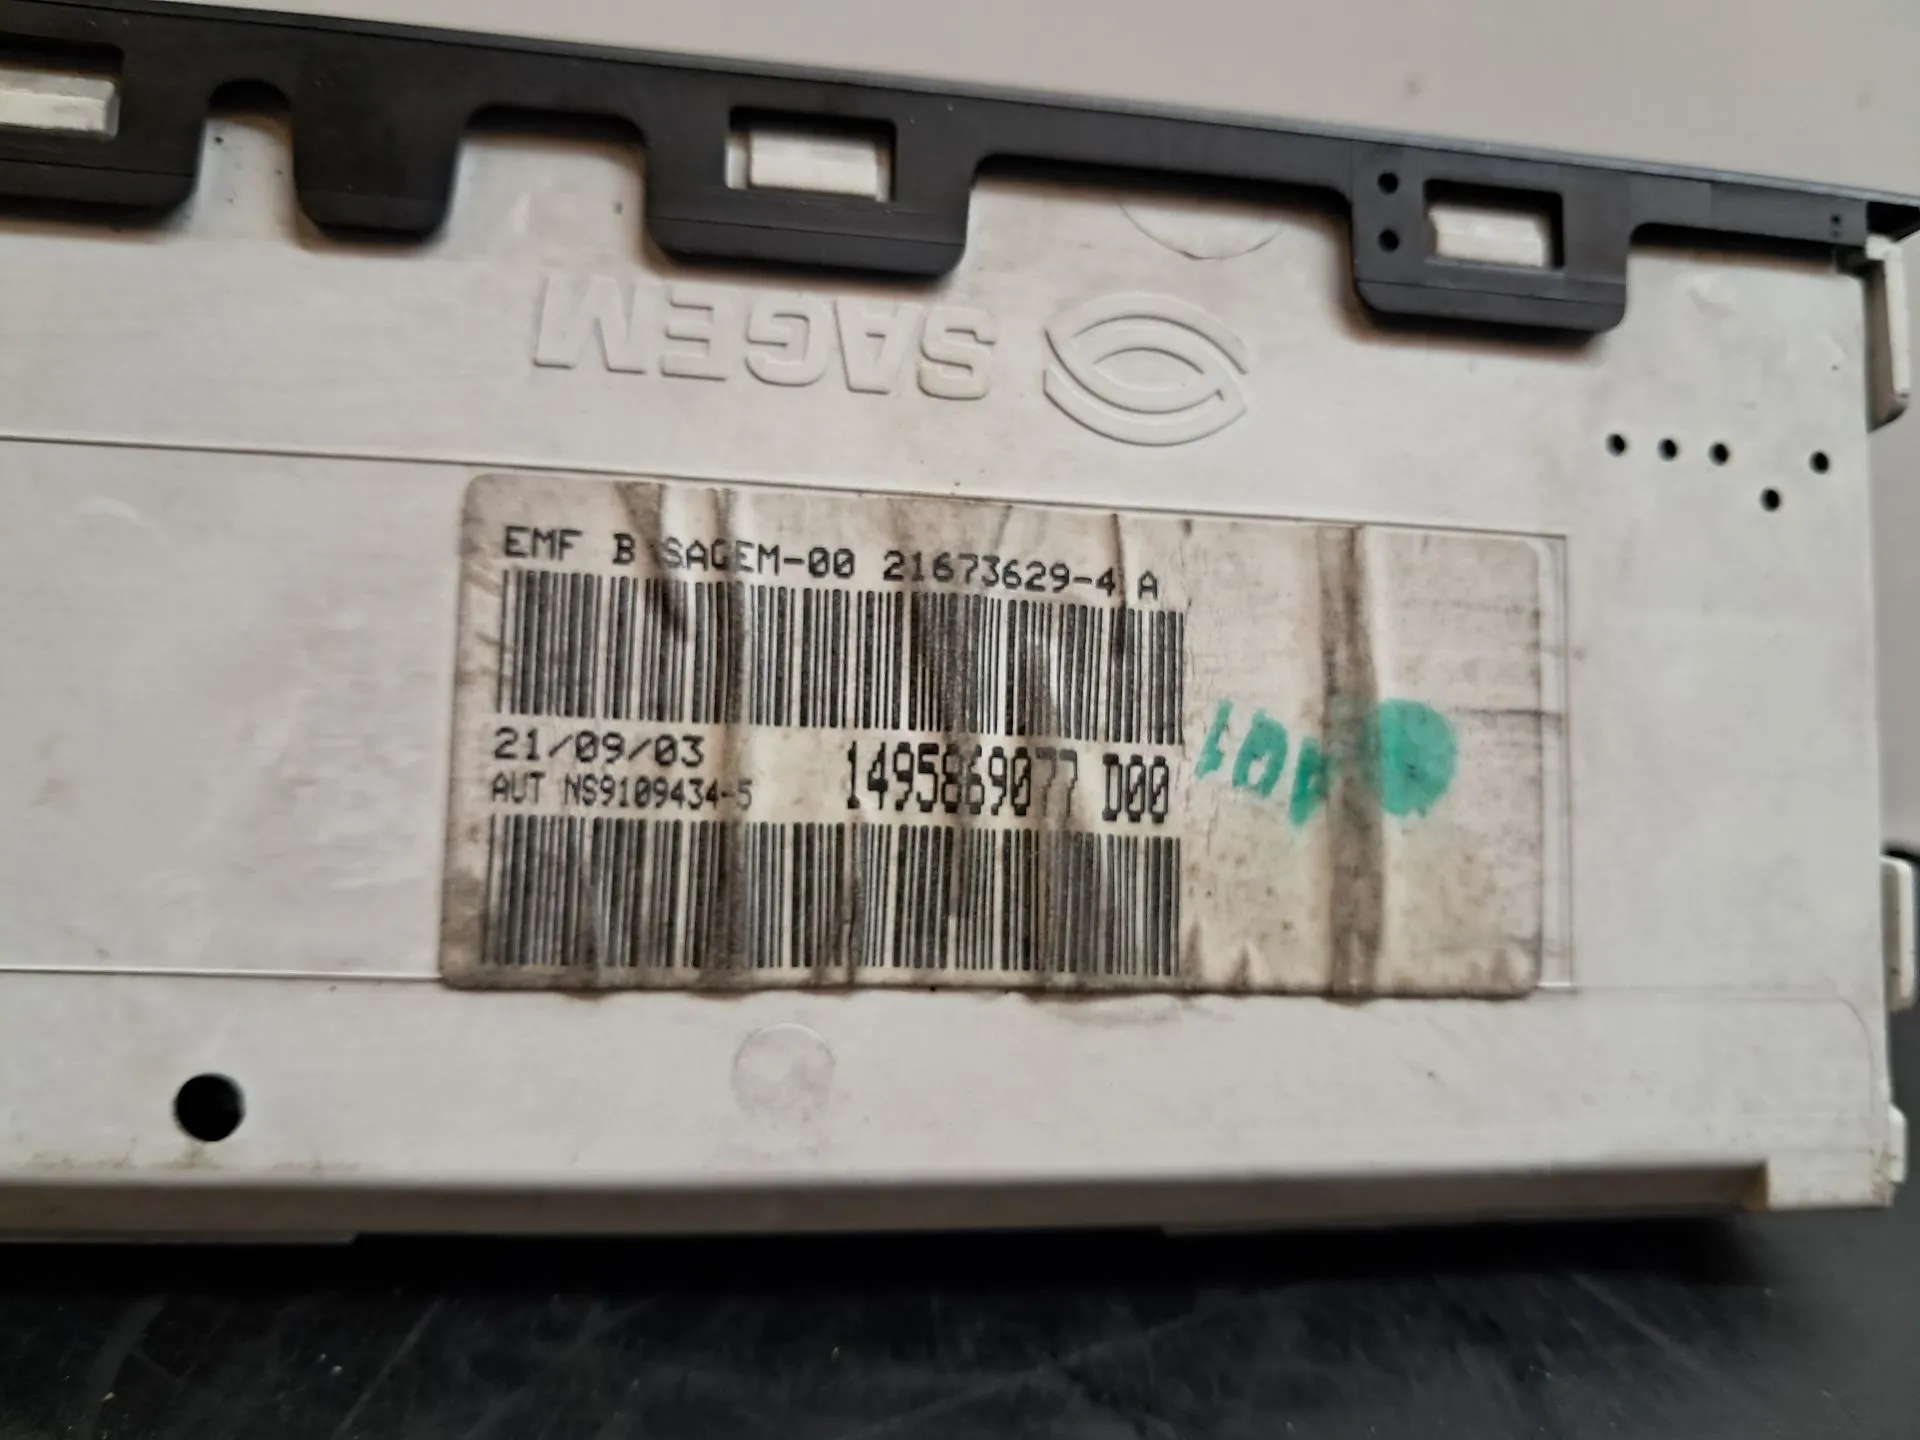 SAGEM
EMF B SAGEM-00 21673629-4 A
21/09/03
AUT NS9109434-5
1495869077 D00